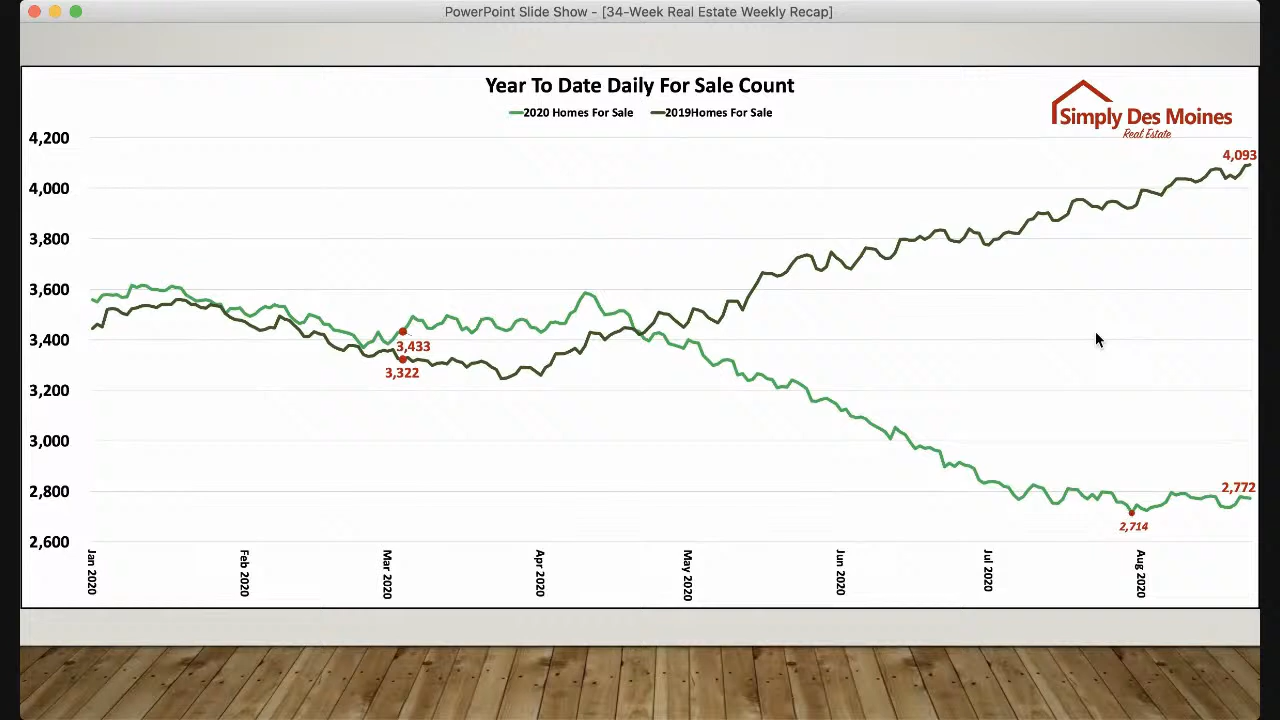 PowerPoint Slide Show - [34-Week Real Estate Weekly Recap]
Year To Date Daily For Sale Count
2020 Homes For Sale
2019Homes For Sale
Simply Des Moines
Real Estate
4,200
4,000
3,800
3,600
3,400
3,200
3,000
2,800
2,600
4,093
3,433
3,322
2,772
2,714
Jan 2020
Feb 2020
Mar 2020
Apr 2020
May 2020
Jun 2020
Jul 2020
Aug 2020